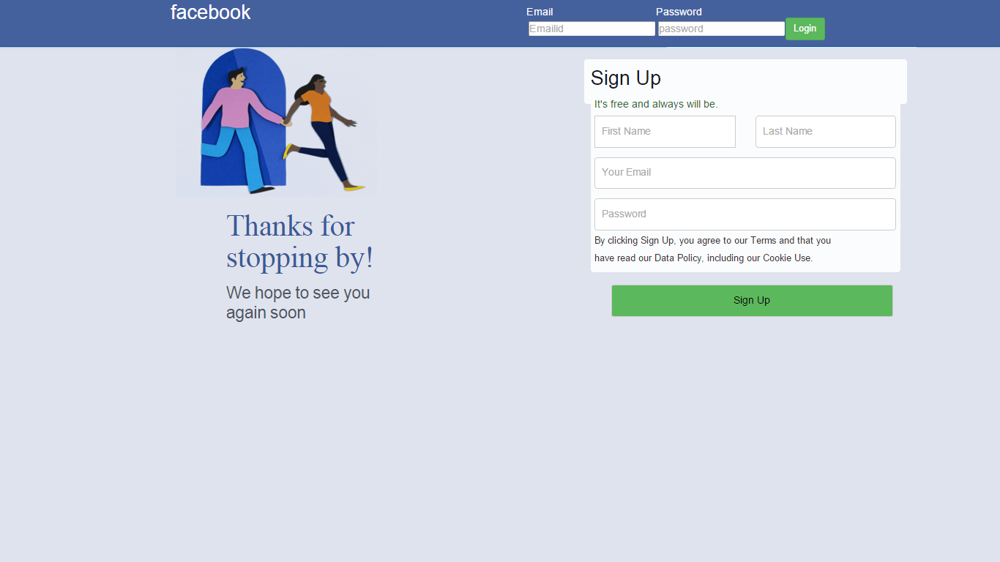 facebook
Email
Password
Emailid
password
Login
Sign Up
It's free and always will be.
First Name
Last Name
Your Email
Password
By clicking Sign Up, you agree to our Terms and that you
have read our Data Policy, including our Cookie Use.
Sign Up
Thanks for
stopping by!
We hope to see you
again soon